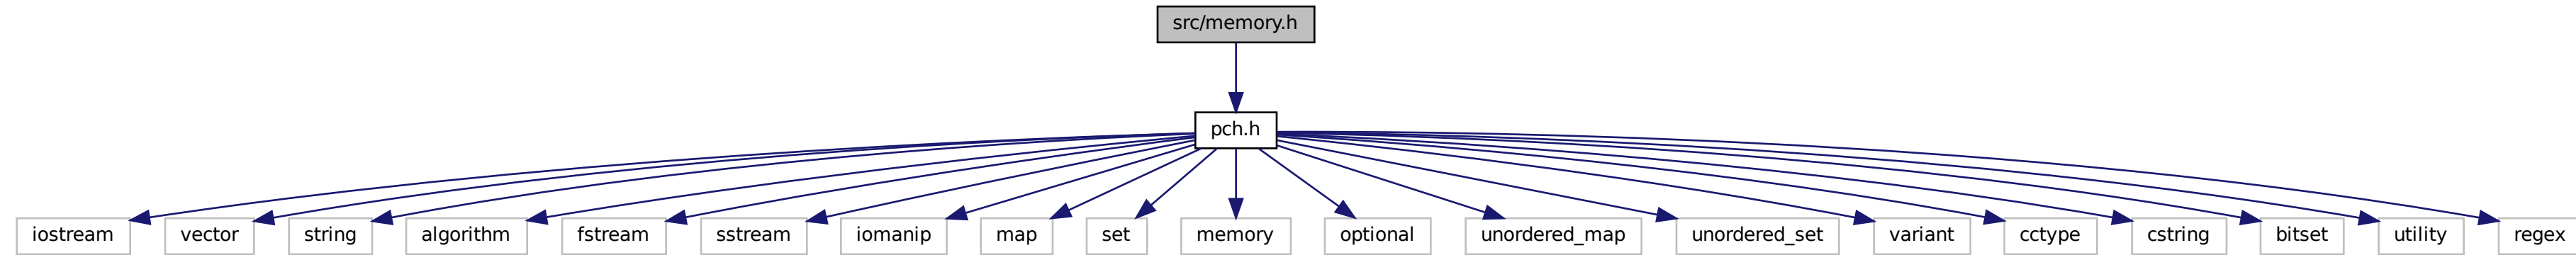 src/memory.h
pch.h
iostream
vector
string
algorithm
fstream
sstream
iomanip
map
set
memory
optional
unordered_map
unordered_set
variant
cctype
cstring
bitset
utility
regex